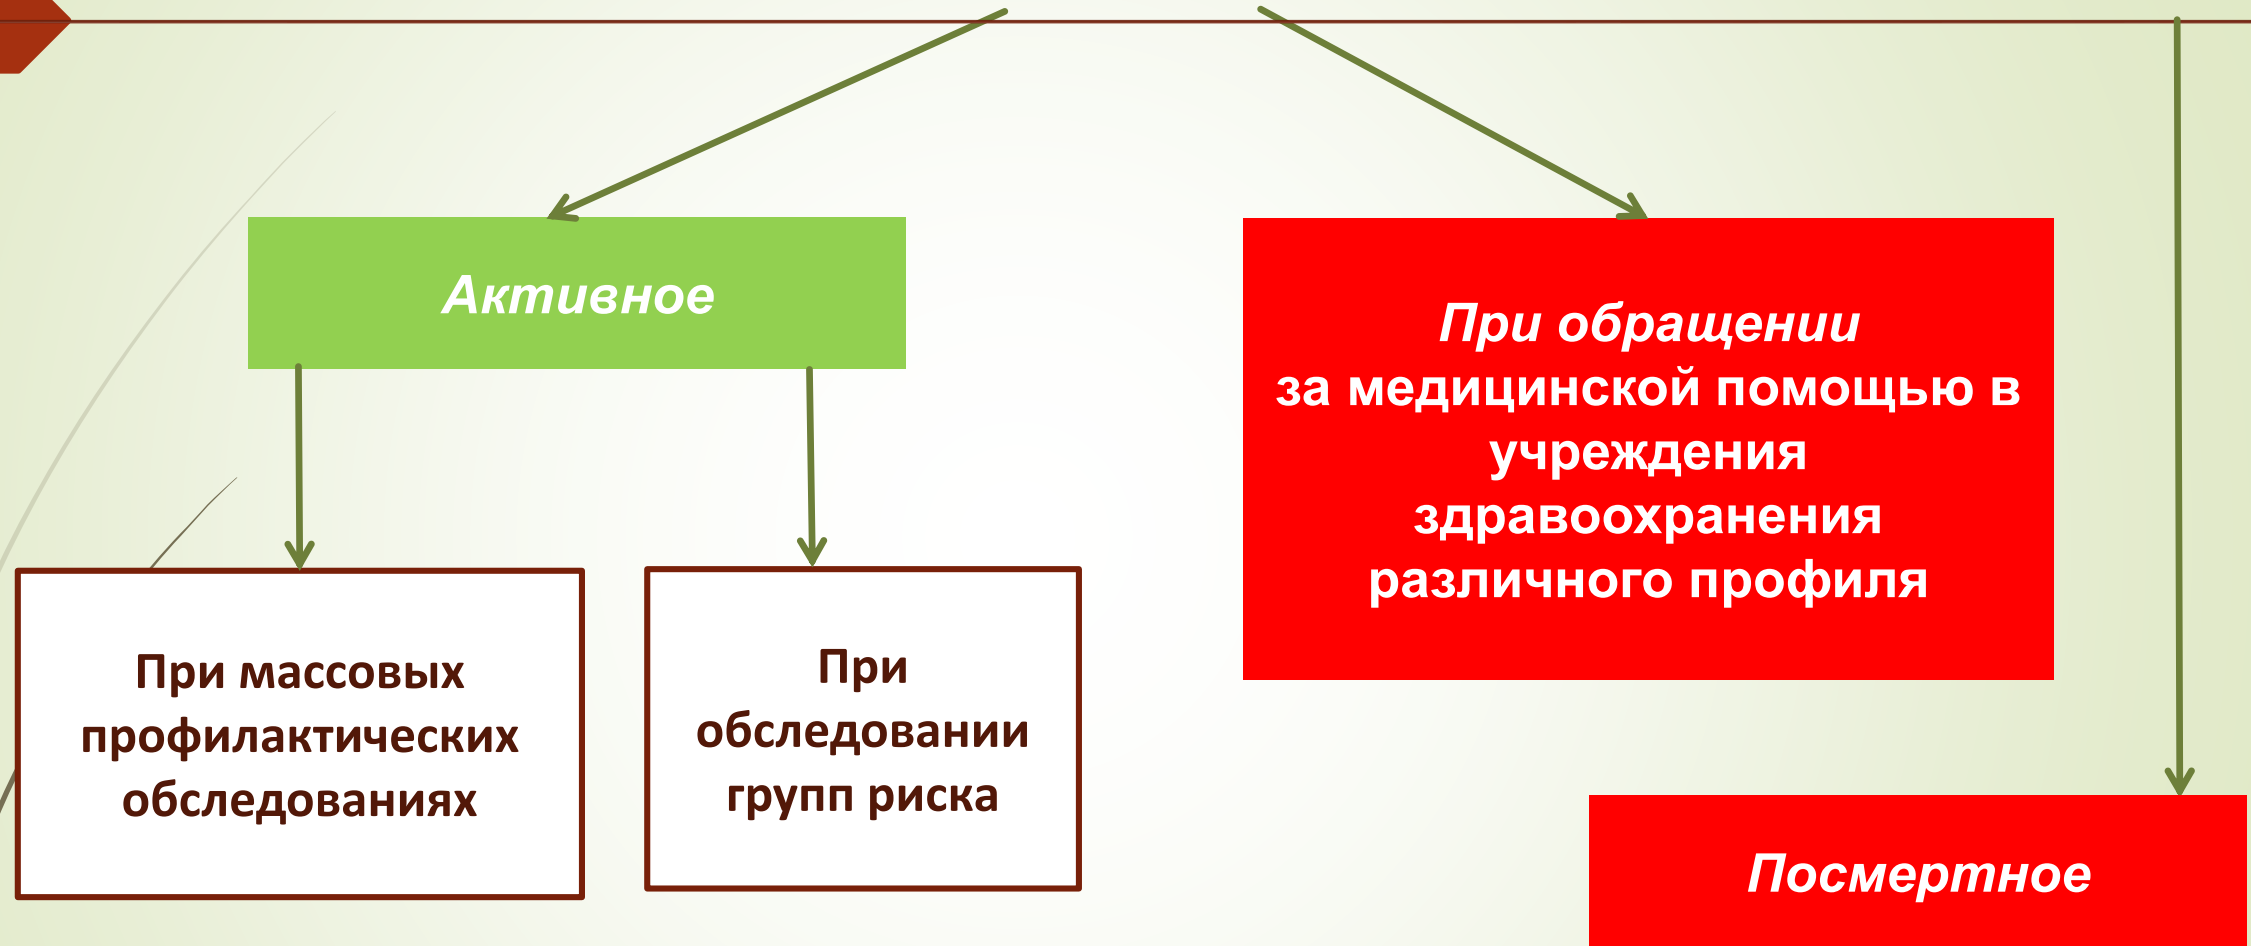 Активное
При обращении
за медицинской помощью в
учреждения
здравоохранения
различного профиля
При массовых
профилактических
обследованиях
При
обследовании
групп риска
Посмертное